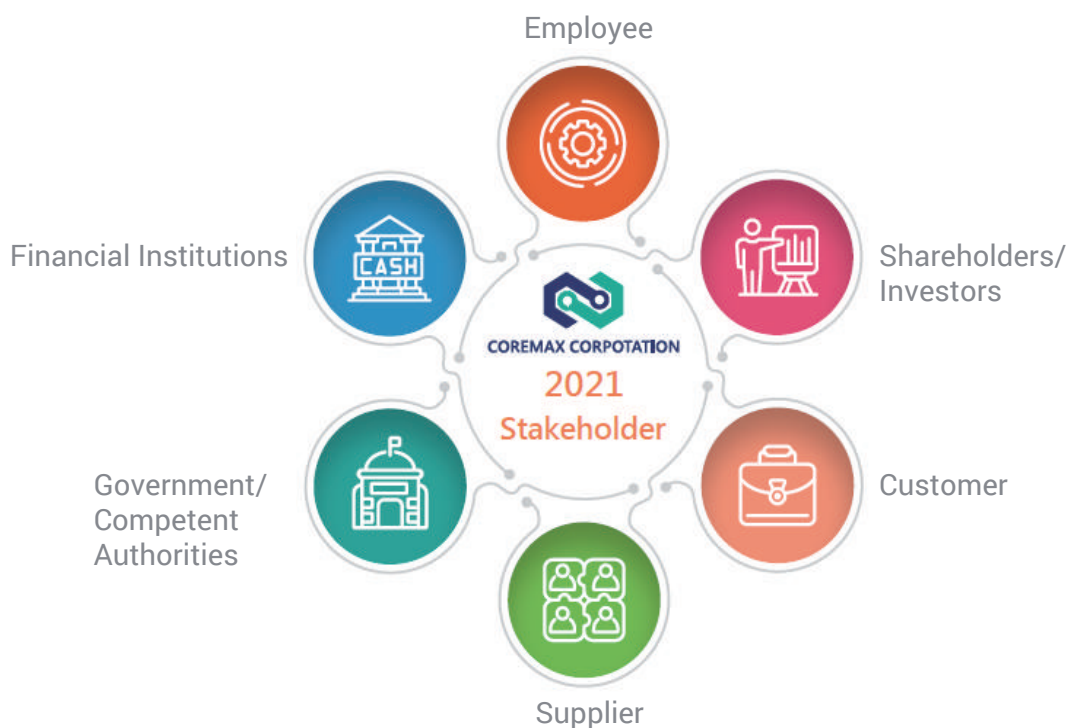 Employee
Financial Institutions
CASH
Shareholders/
Investors
COREMAX CORPOTATION
2021
Stakeholder
Government/
Competent
Authorities
Customer
Supplier